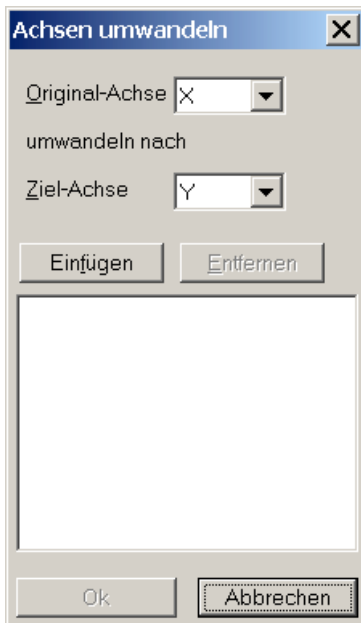 Achsen umwandeln
Original-Achse X
umwandeln nach
Ziel-Achse Y
Einfügen Entfernen
Ok Abbrechen